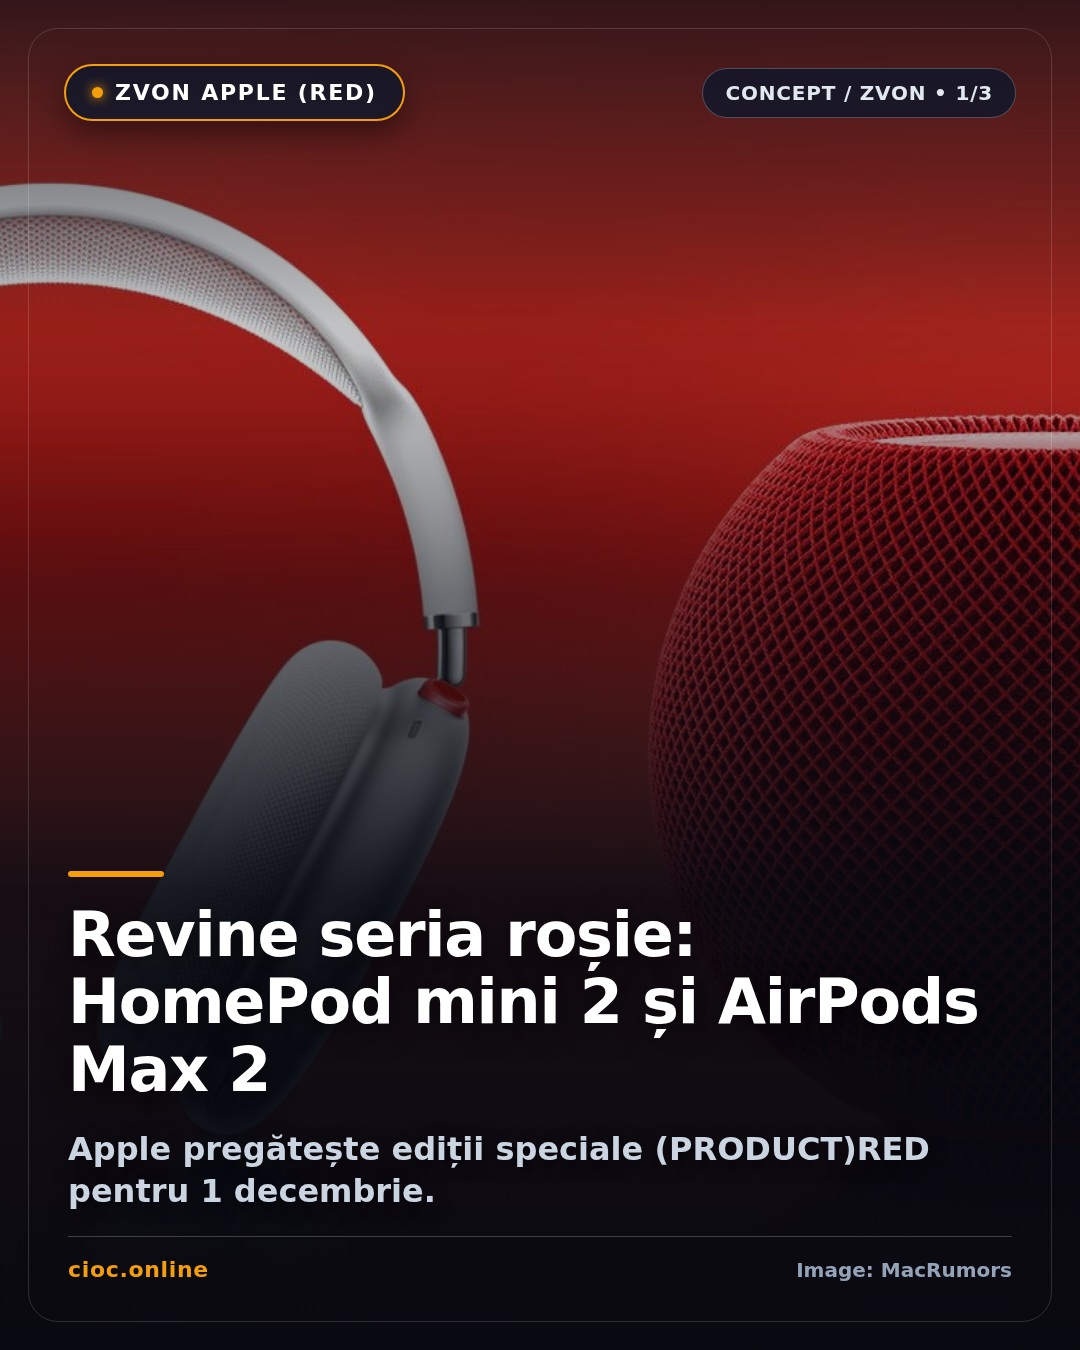 ZVON APPLE (RED)
CONCEPT / ZVON • 1/3
Revine seria roșie:
HomePod mini 2 și AirPods
Max 2
Apple pregătește ediții speciale (PRODUCT)RED
pentru 1 decembrie.
cioc.online
Image: MacRumors